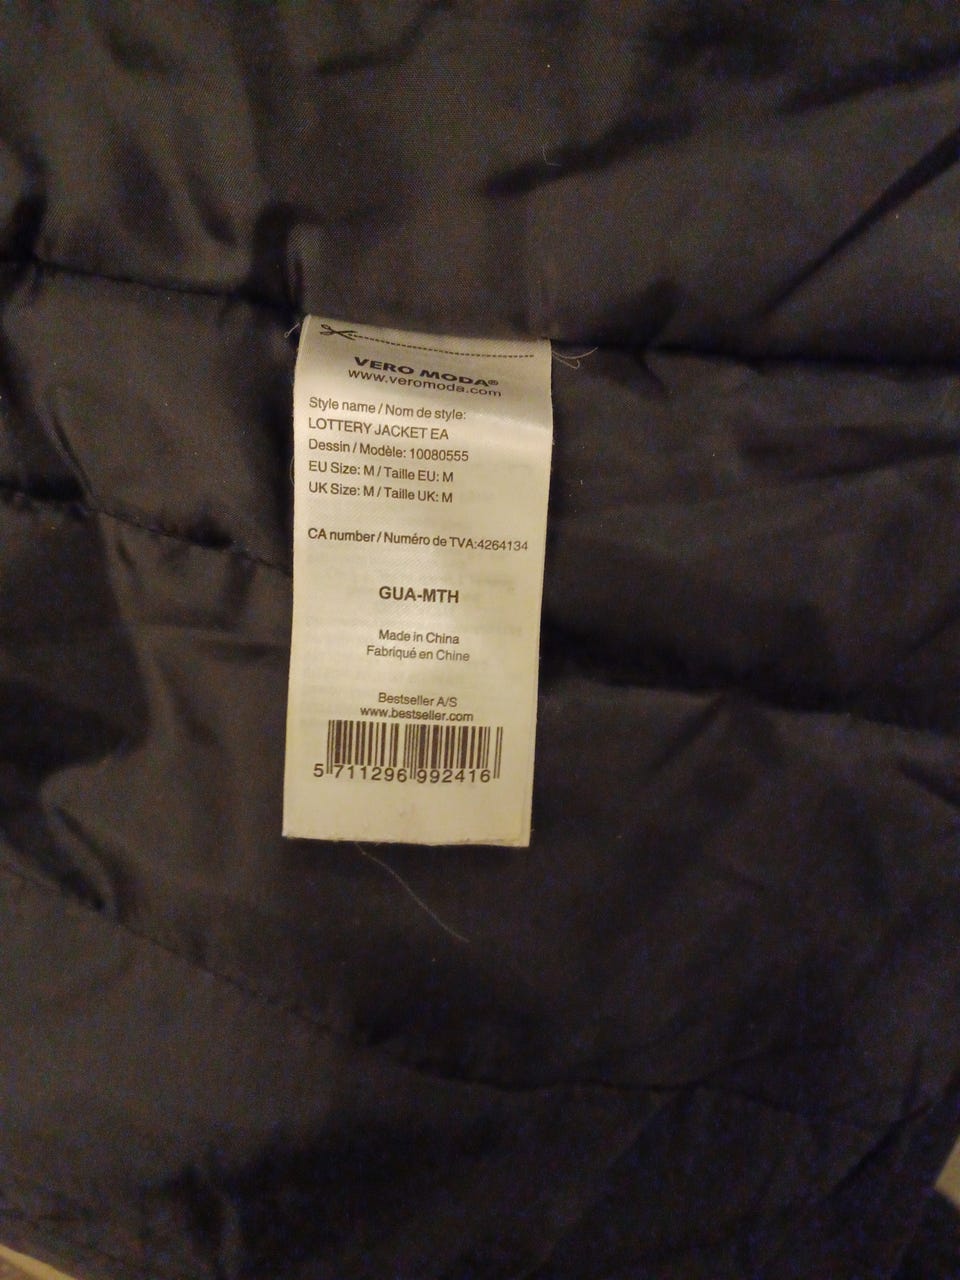 VERO MODA®
www.veromoda.com
Style name / Nom de style:
LOTTERY JACKET EA
Dessin / Modèle: 10080555
EU Size: M / Taille EU: M
UK Size: M / Taille UK: M
CA number / Numéro de TVA:4264134
GUA-MTH
Made in China
Fabriqué en Chine
Bestseller A/S
www.bestseller.com
5 711296 992416